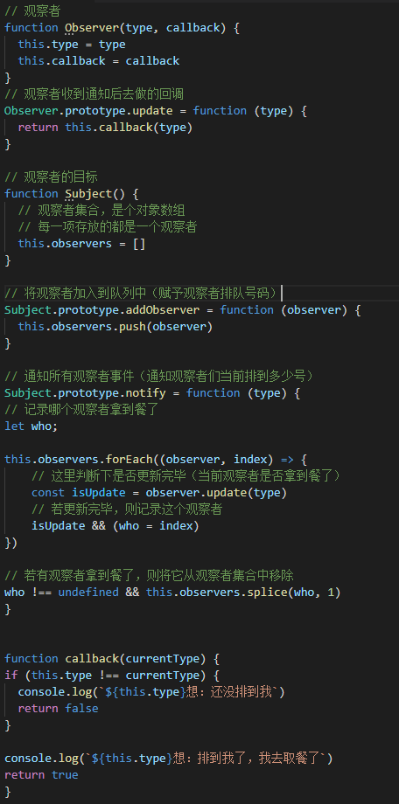 // 观察者
function Observer(type, callback) {
  this.type = type
  this.callback = callback
}
// 观察者收到通知后去做的回调
Observer.prototype.update = function (type) {
  return this.callback(type)
}

// 观察者的目标
function Subject() {
  // 观察者集合，是个对象数组
  // 每一项存放的都是一个观察者
  this.observers = []
}

// 将观察者加入到队列中（赋予观察者排队号码）
Subject.prototype.addObserver = function (observer) {
  this.observers.push(observer)
}

// 通知所有观察者事件（通知观察者们当前排到多少号）
Subject.prototype.notify = function (type) {
// 记录哪个观察者拿到餐了
let who;

this.observers.forEach((observer, index) => {
    // 这里判断下是否更新完毕（当前观察者是否拿到餐了）
    const isUpdate = observer.update(type)
    // 若更新完毕，则记录这个观察者
    isUpdate && (who = index)
})

// 若有观察者拿到餐了，则将它从观察者集合中移除
who !== undefined && this.observers.splice(who, 1)
}


function callback(currentType) {
if (this.type !== currentType) {
  console.log(`${this.type}想：还没排到我`)
  return false
}

console.log(`${this.type}想：排到我了，我去取餐了`)
return true
}